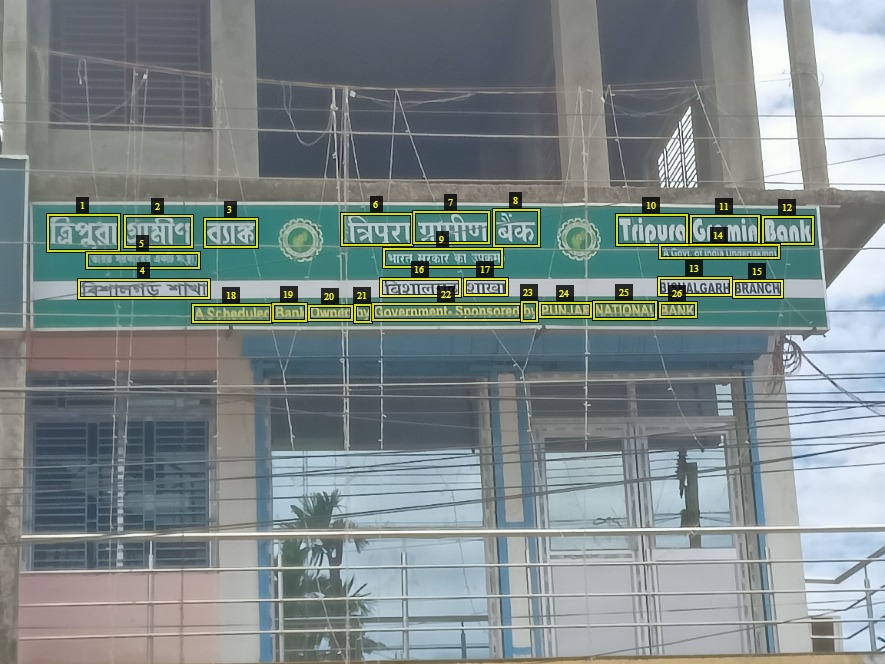 ত্রিপুরা গ্রামীণ ব্যাঙ্ক
বিশালগড় শাখা
त्रिपुरा ग्रामीण बैंक
भारत सरकार का उपक्रम
बिशालगढ़ शाखा
Tripura Gramin Bank
A Govt. of India Undertaking
BISHALGARH BRANCH
A Scheduled Bank Owned by Government- Sponsored by PUNJAB NATIONAL BANK